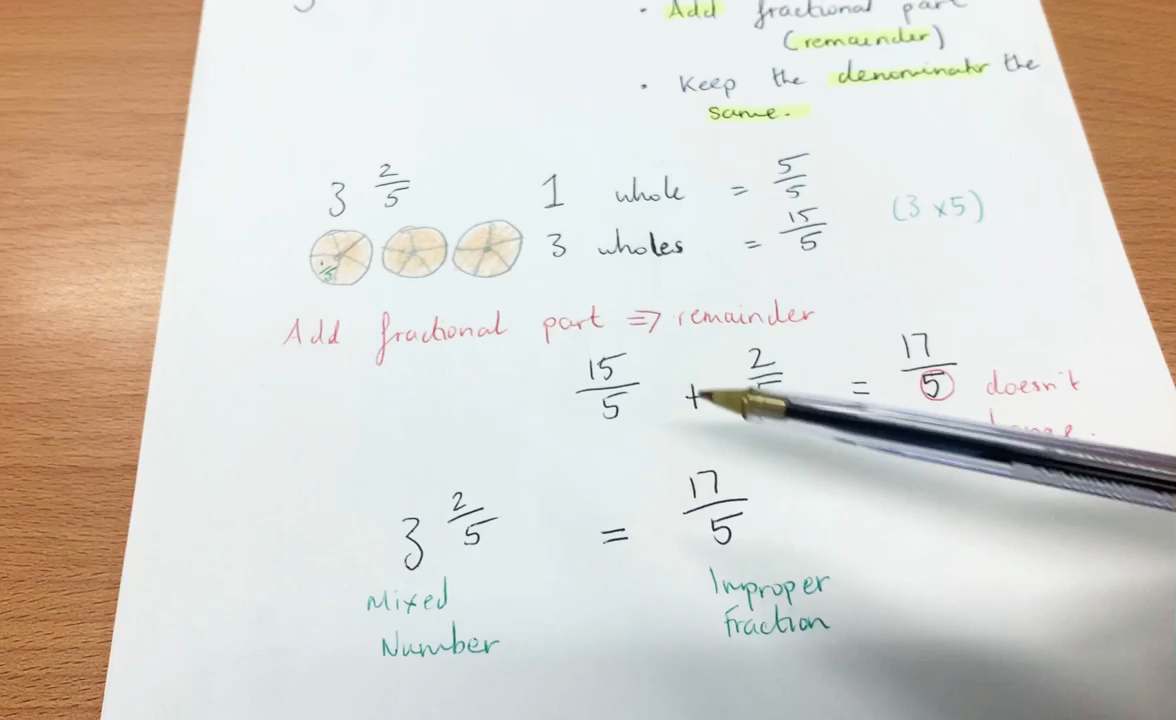 • Add fractional part
(remainder)
• Keep the denominator the
same.
3 2/5 1 whole = 5/5
3 wholes = 15/5 (3 x5)
Add fractional part => remainder
15/5 + 2/5 = 17/5 doesn't
3 2/5 = 17/5
Mixed
Number
Improper
Fraction